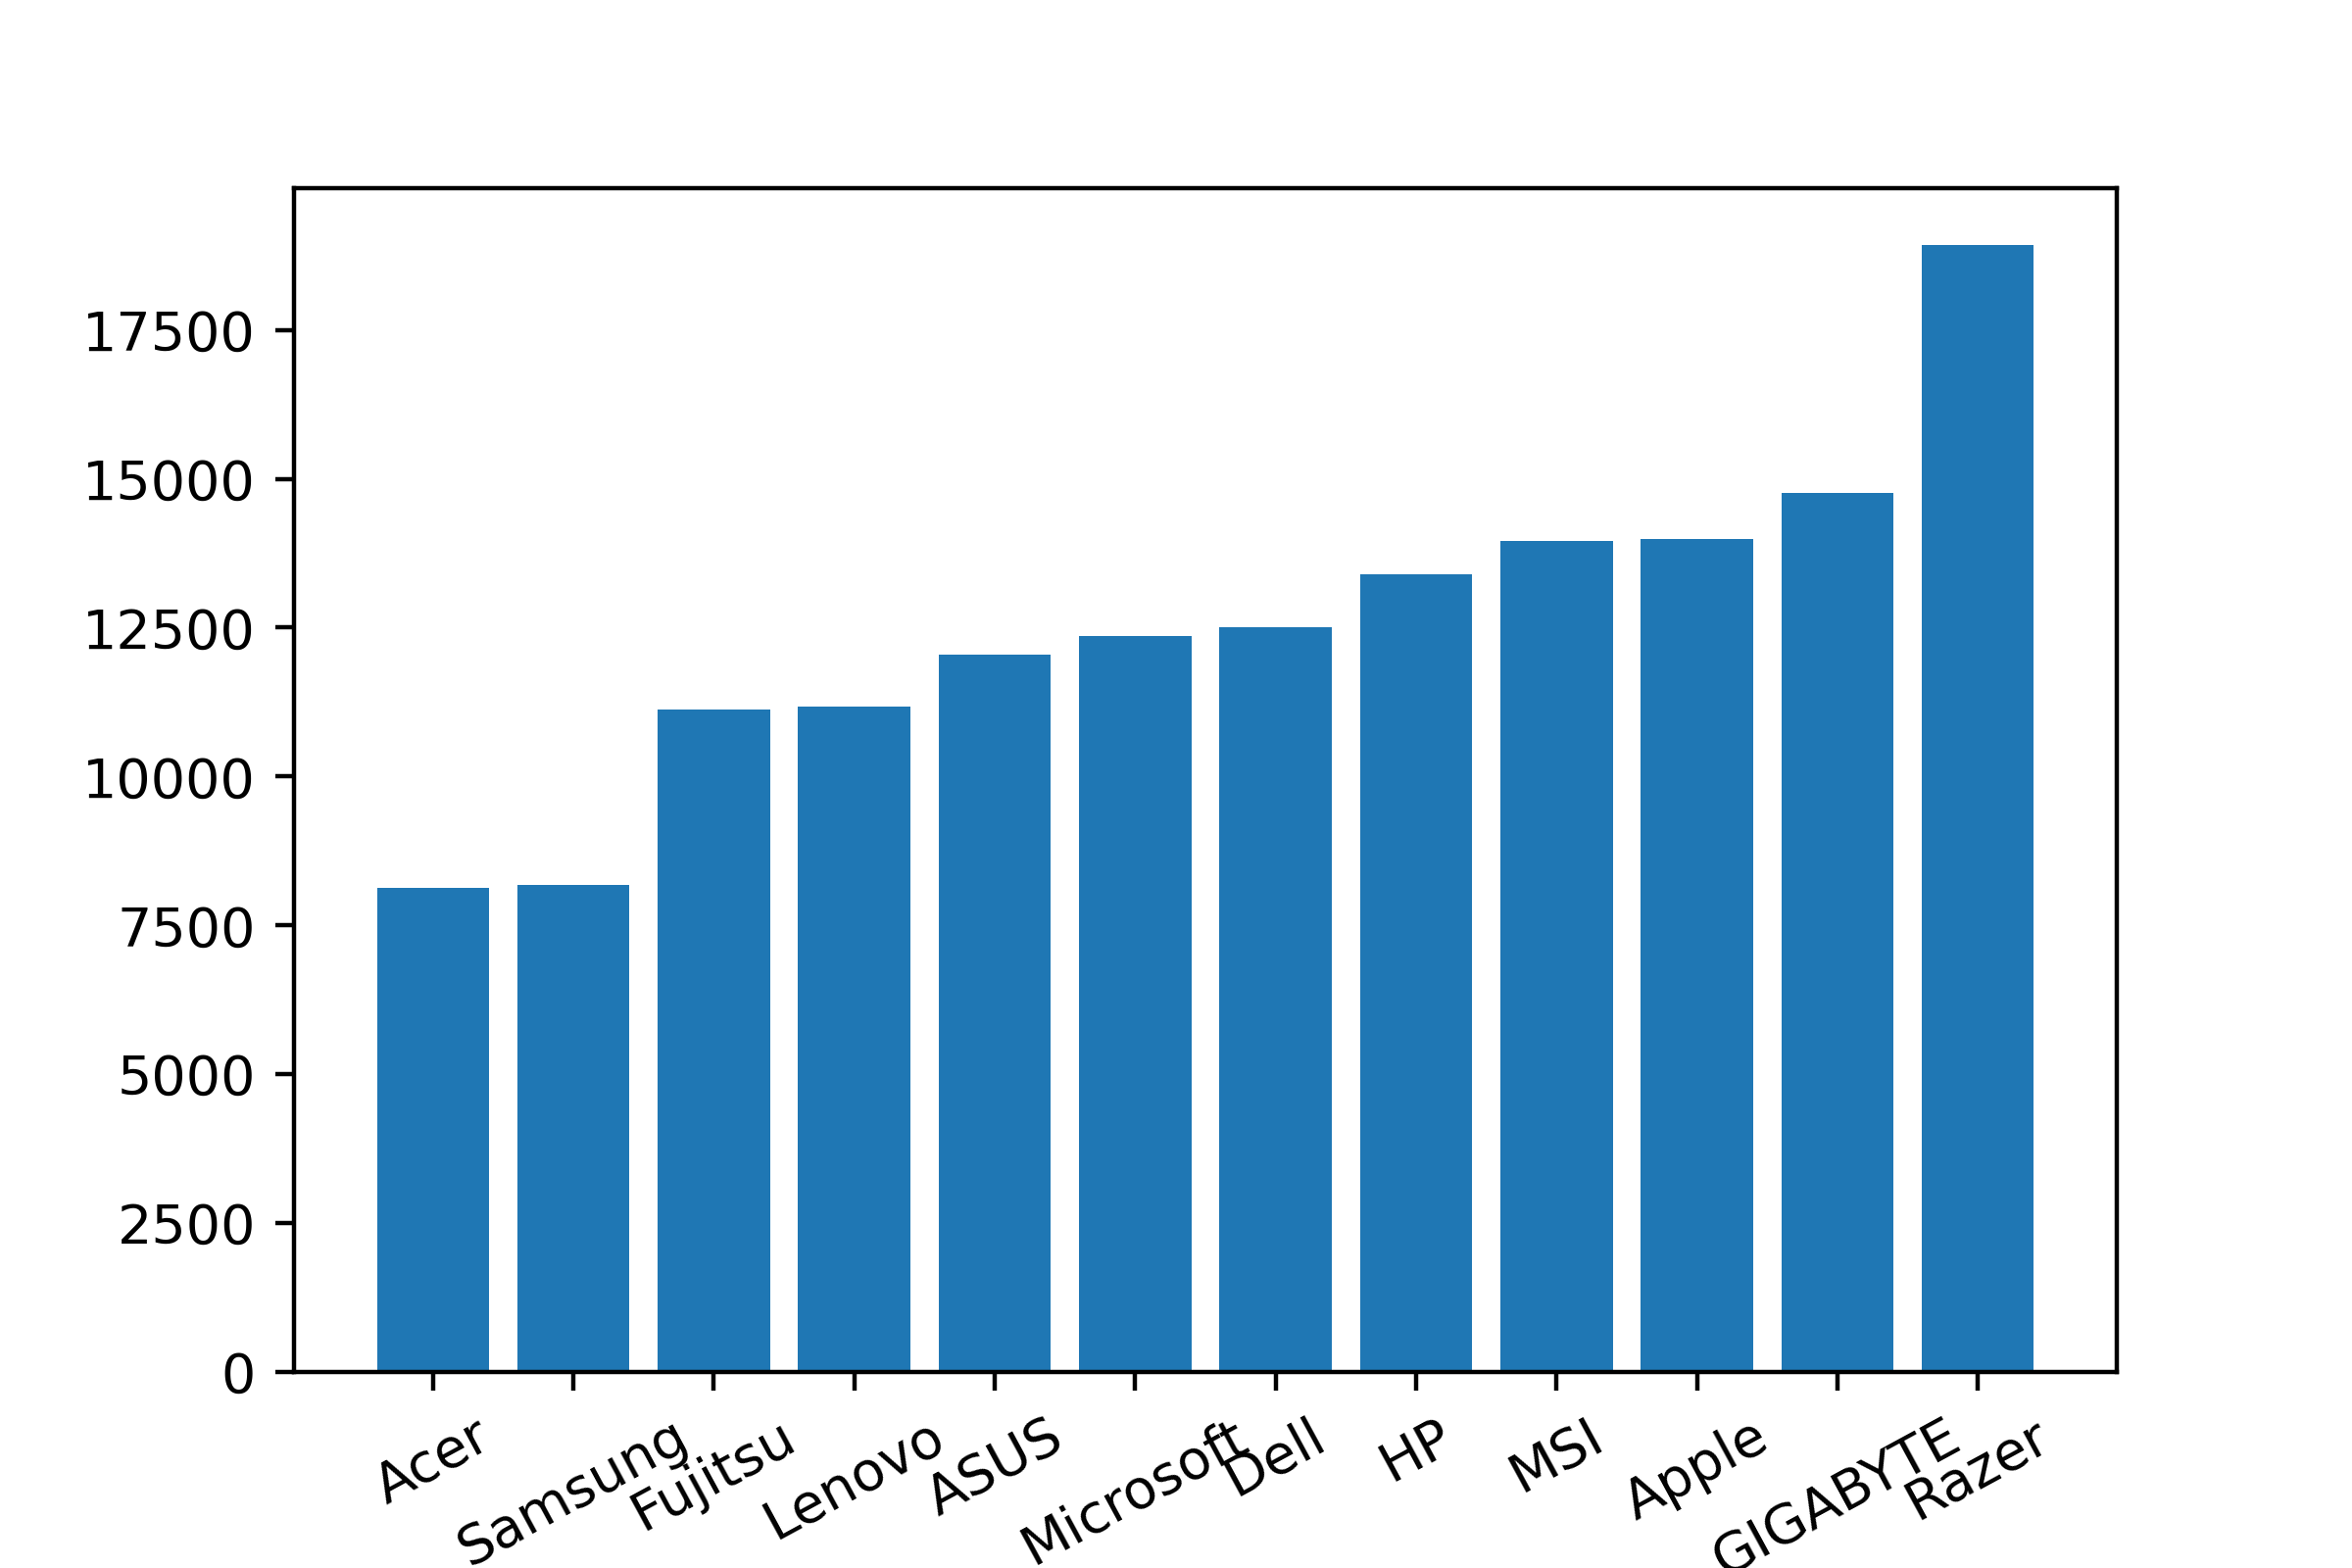 17500
15000
12500
10000
7500
5000
2500
0
Acer
Samsung
Fujitsu
Lenovo
ASUS
Microsoft
Dell
HP
MSI
Apple
GIGABYTE
RaZer